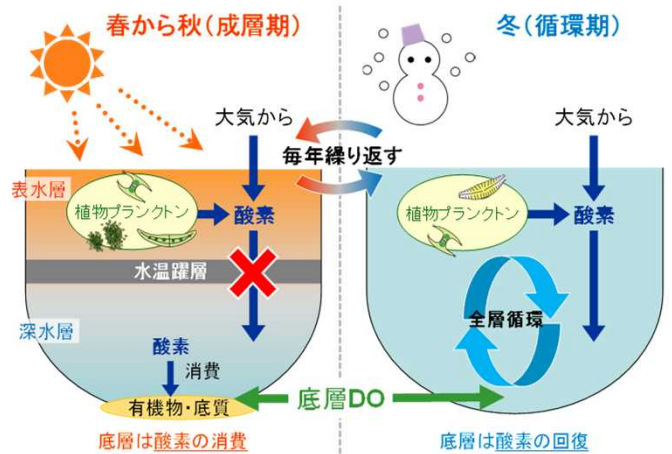 春から秋(成層期)
大気から
表水層
植物プランクトン
酸素
水温躍層
深水層
酸素
消費
有機物・底質
底層は酸素の消費
毎年繰り返す
底層DO
冬(循環期)
大気から
植物プランクトン
酸素
全層循環
底層は酸素の回復